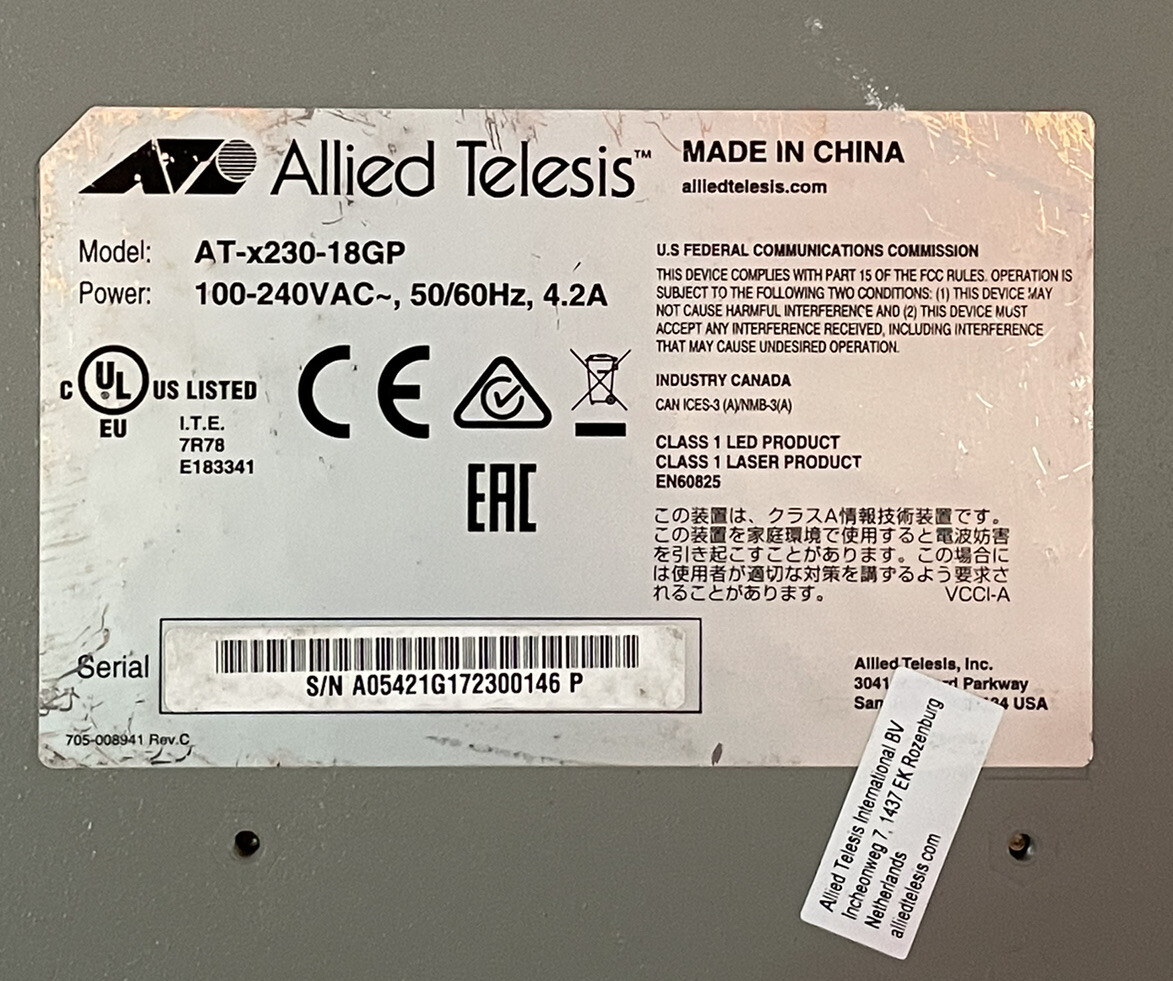 Allied Telesis™
MADE IN CHINA
alliedtelesis.com
Model: AT-x230-18GP
Power: 100-240VAC~, 50/60Hz, 4.2A
C UL US LISTED
EU
I.T.E.
7R78
E183341
CE
EAC
U.S FEDERAL COMMUNICATIONS COMMISSION
THIS DEVICE COMPLIES WITH PART 15 OF THE FCC RULES. OPERATION IS
SUBJECT TO THE FOLLOWING TWO CONDITIONS: (1) THIS DEVICE MAY
NOT CAUSE HARMFUL INTERFERENCE AND (2) THIS DEVICE MUST
ACCEPT ANY INTERFERENCE RECEIVED, INCLUDING INTERFERENCE
THAT MAY CAUSE UNDESIRED OPERATION.
INDUSTRY CANADA
CAN ICES-3 (A)/NMB-3(A)
CLASS 1 LED PRODUCT
CLASS 1 LASER PRODUCT
EN60825
この装置は、クラスA情報技術装置です。
この装置を家庭環境で使用すると電波妨害
を引き起こすことがあります。この場合に
は使用者が適切な対策を講ずるよう要求さ
れることがあります。 VCCI-A
Serial
S/N A05421G172300146 P
705-008941 Rev.C
Allied Telesis, Inc.
3041 Parkway
USA
Allied Telesis International BV
Incheonweg 7, 1437 EK Rozenburg
Netherlands
alliedtelesis.com